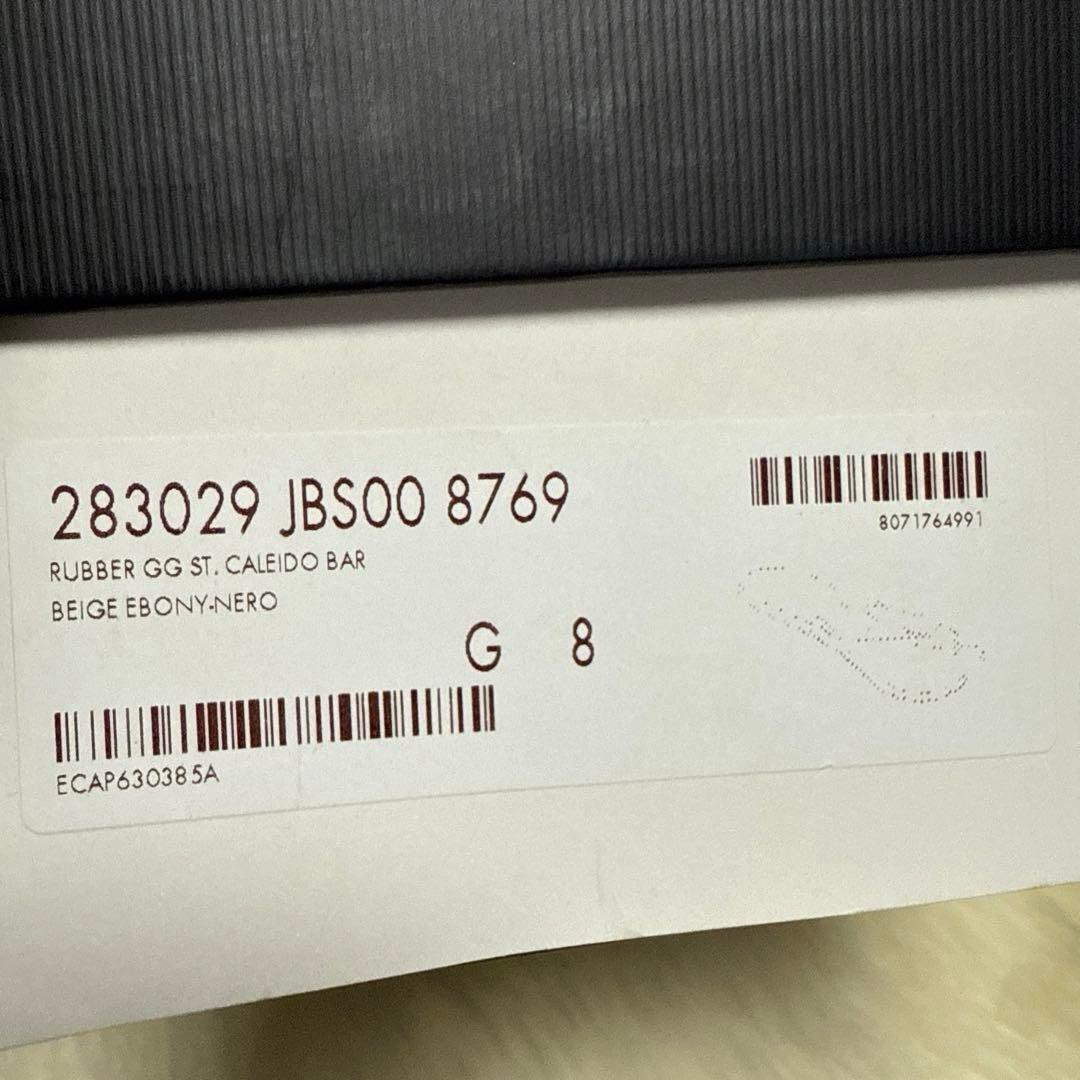 283029 JBS00 8769
8071764991
RUBBER GG ST. CALEIDO BAR
BEIGE EBONY-NERO
G 8
ECAP630385A